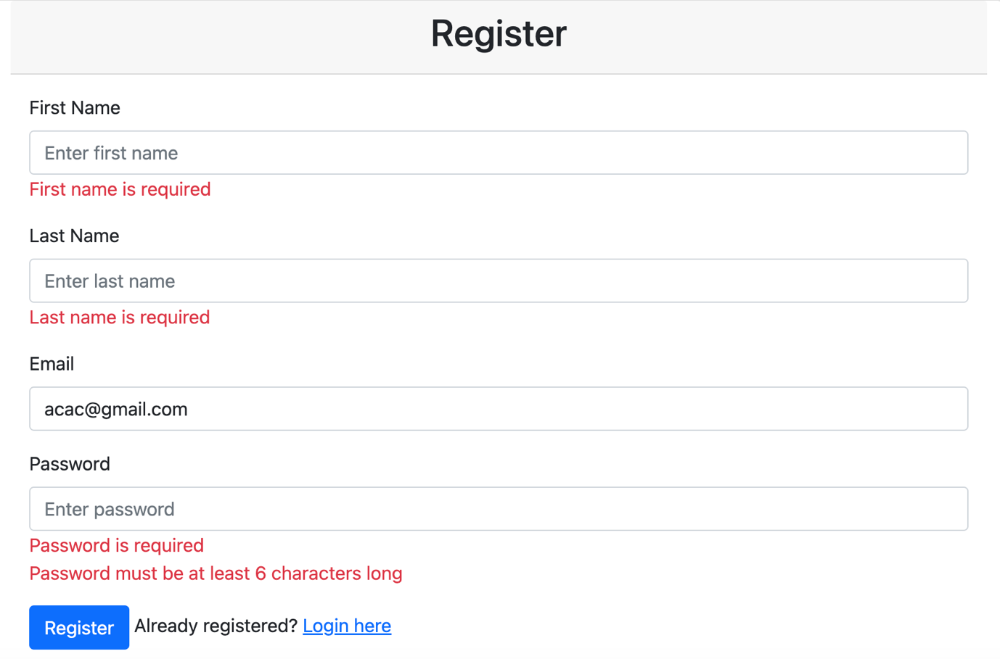 Register
First Name
Enter first name
First name is required
Last Name
Enter last name
Last name is required
Email
acac@gmail.com
Password
Enter password
Password is required
Password must be at least 6 characters long
Register Already registered? Login here